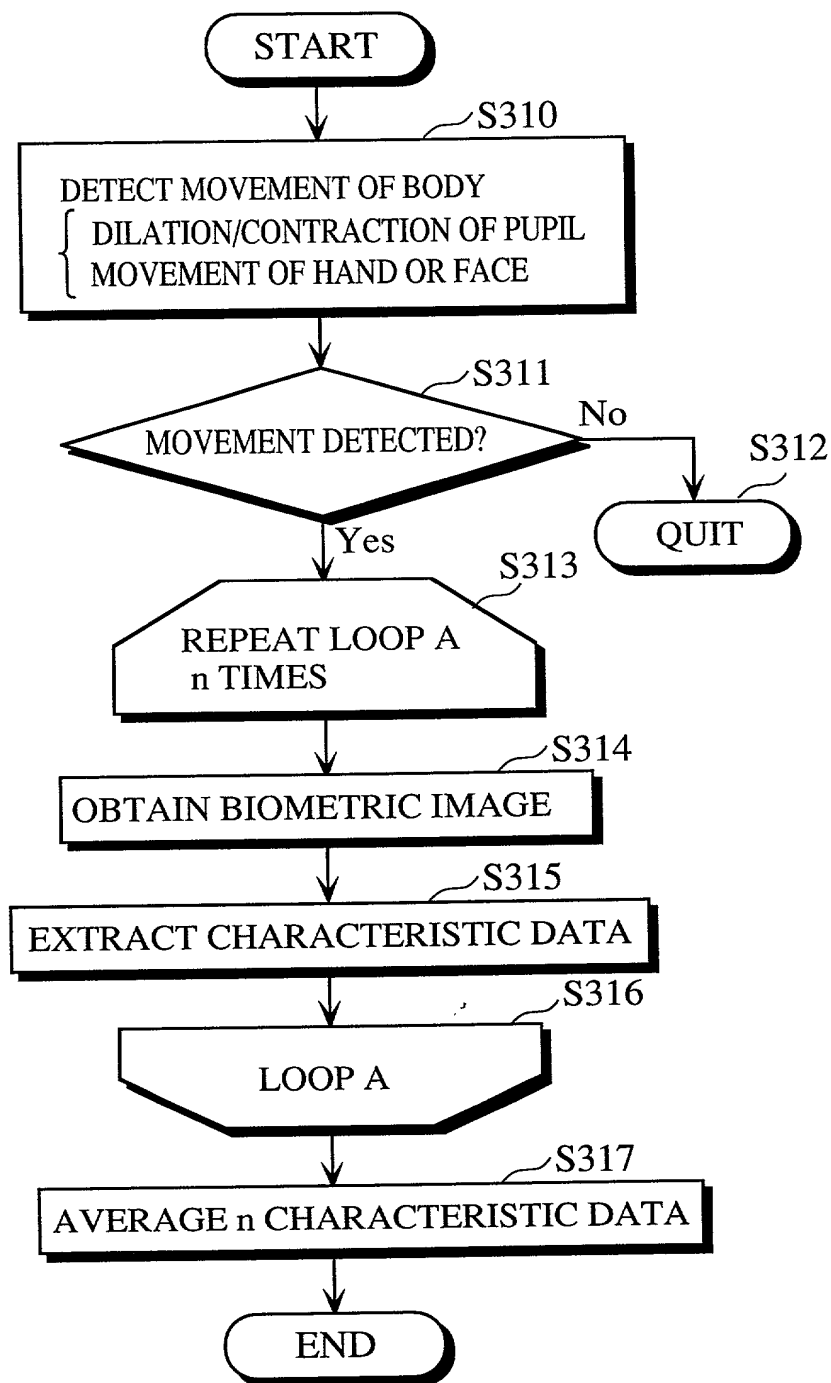 START
S310
DETECT MOVEMENT OF BODY
DILATION/CONTRACTION OF PUPIL
MOVEMENT OF HAND OR FACE
S311
MOVEMENT DETECTED?
No
S312
QUIT
Yes
S313
REPEAT LOOP A
n TIMES
S314
OBTAIN BIOMETRIC IMAGE
S315
EXTRACT CHARACTERISTIC DATA
S316
LOOP A
S317
AVERAGE n CHARACTERISTIC DATA
END